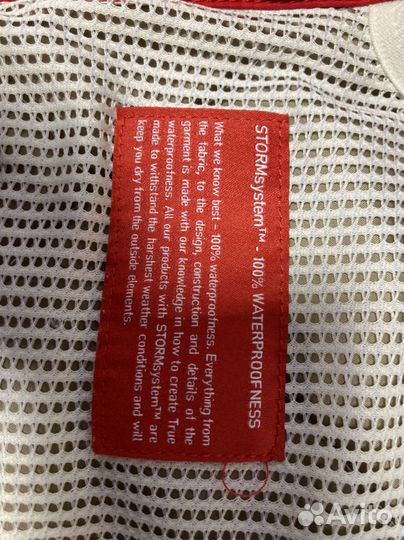 STORMsystem™ - 100% WATERPROOFNESS
What we know best – 100% waterproofness. Everything from
the fabric, to the design, construction and details of the
garment is made with our knowledge in how to create True
waterproofness. All our products with STORMsystem™ are
made to withstand the harshest weather conditions and will
keep you dry from the outside elements.
Avito